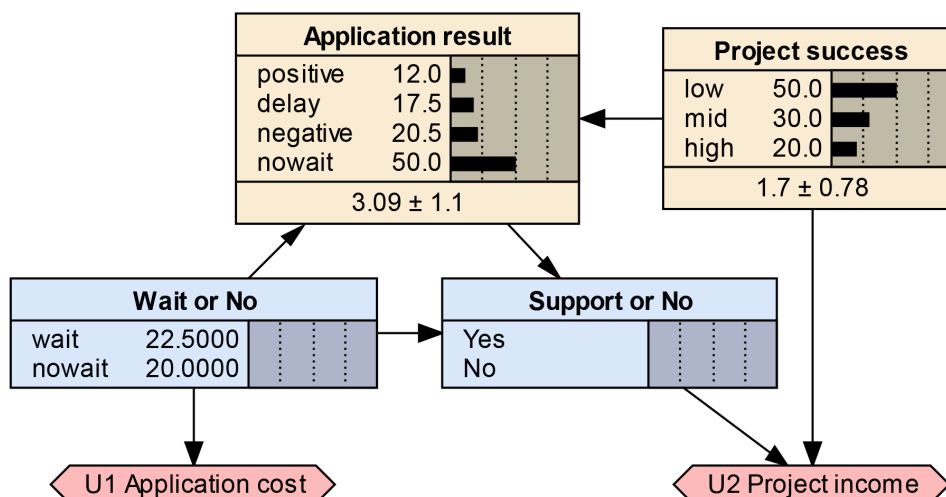 Application result
positive 12.0
delay 17.5
negative 20.5
nowait 50.0
3.09 ± 1.1
Project success
low 50.0
mid 30.0
high 20.0
1.7 ± 0.78
Wait or No
wait 22.5000
nowait 20.0000
Support or No
Yes
No
U1 Application cost
U2 Project income